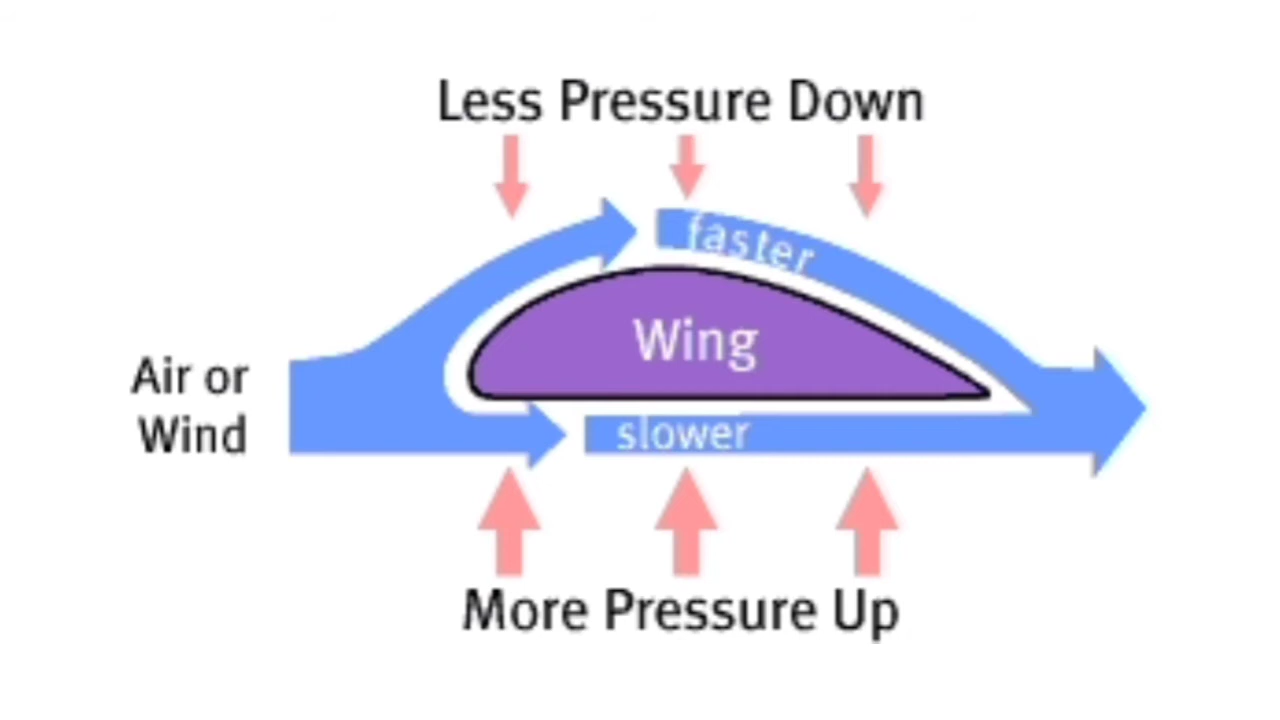 Less Pressure Down
faster
Wing
Air or
Wind
slower
More Pressure Up